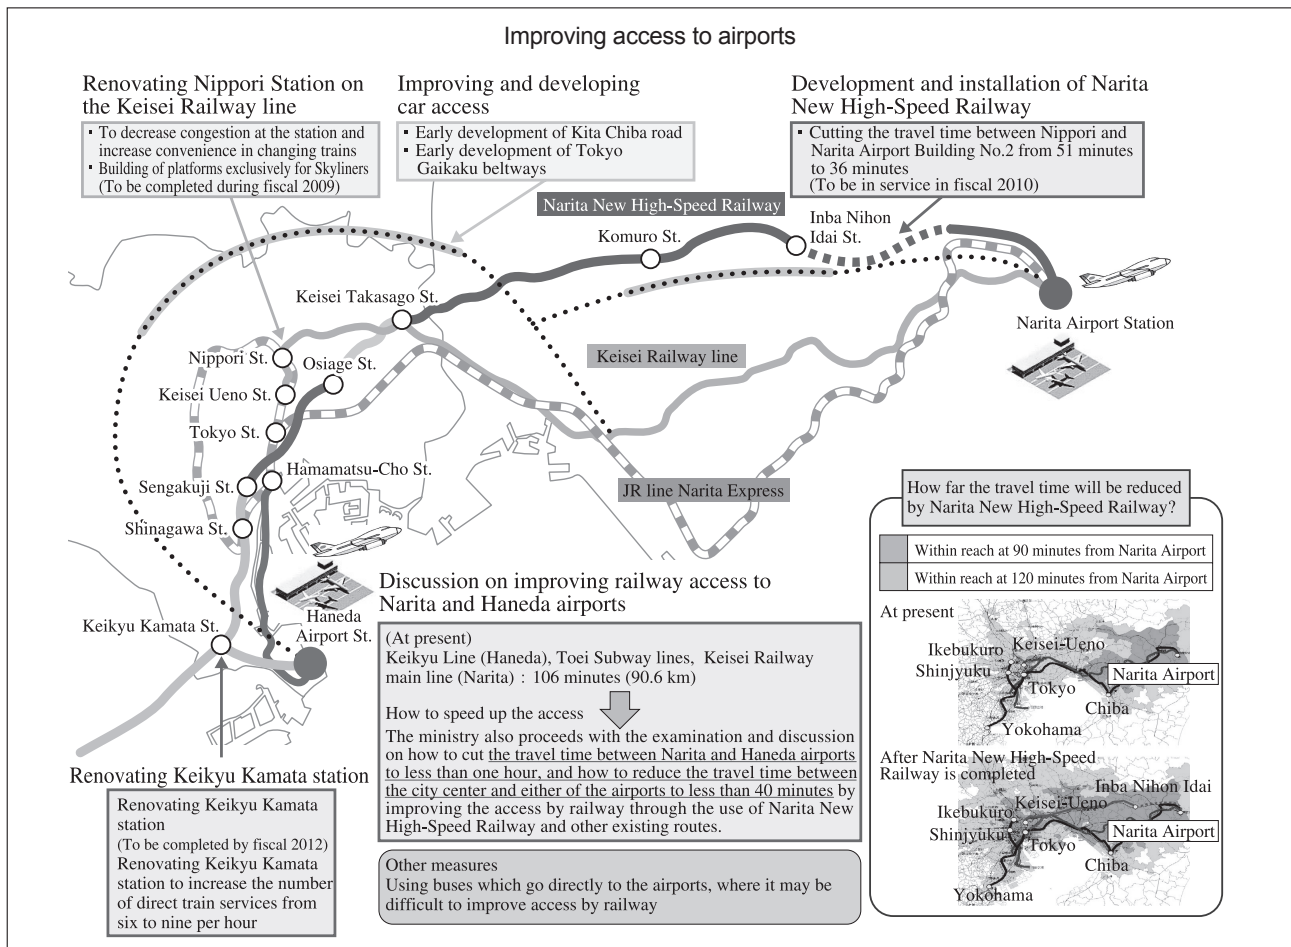 Improving access to airports
Renovating Nippori Station on
the Keisei Railway line
▪ To decrease congestion at the station and
increase convenience in changing trains
▪ Building of platforms exclusively for Skyliners
(To be completed during fiscal 2009)
Improving and developing
car access
▪ Early development of Kita Chiba road
▪ Early development of Tokyo
Gaikaku beltways
Development and installation of Narita
New High-Speed Railway
▪ Cutting the travel time between Nippori and
Narita Airport Building No.2 from 51 minutes
to 36 minutes
(To be in service in fiscal 2010)
Narita New High-Speed Railway
Komuro St.
Inba Nihon
Idai St.
Keisei Takasago St.
Narita Airport Station
Nippori St.
Osiage St.
Keisei Railway line
Keisei Ueno St.
Tokyo St.
Hamamatsu-Cho St.
Sengakuji St.
JR line Narita Express
Shinagawa St.
Keikyu Kamata St.
Haneda
Airport St.
Renovating Keikyu Kamata station
Renovating Keikyu Kamata
station
(To be completed by fiscal 2012)
Renovating Keikyu Kamata
station to increase the number
of direct train services from
six to nine per hour
Discussion on improving railway access to
Narita and Haneda airports
(At present)
Keikyu Line (Haneda), Toei Subway lines, Keisei Railway
main line (Narita) : 106 minutes (90.6 km)
How to speed up the access
The ministry also proceeds with the examination and discussion
on how to cut the travel time between Narita and Haneda airports
to less than one hour, and how to reduce the travel time between
the city center and either of the airports to less than 40 minutes by
improving the access by railway through the use of Narita New
High-Speed Railway and other existing routes.
Other measures
Using buses which go directly to the airports, where it may be
difficult to improve access by railway
How far the travel time will be reduced
by Narita New High-Speed Railway?
Within reach at 90 minutes from Narita Airport
Within reach at 120 minutes from Narita Airport
At present
Ikebukuro
Keisei-Ueno
Shinjyuku
Narita Airport
Tokyo
Chiba
Yokohama
After Narita New High-Speed
Railway is completed
Inba Nihon Idai
Keisei-Ueno
Ikebukuro
Shinjyuku
Narita Airport
Tokyo
Chiba
Yokohama